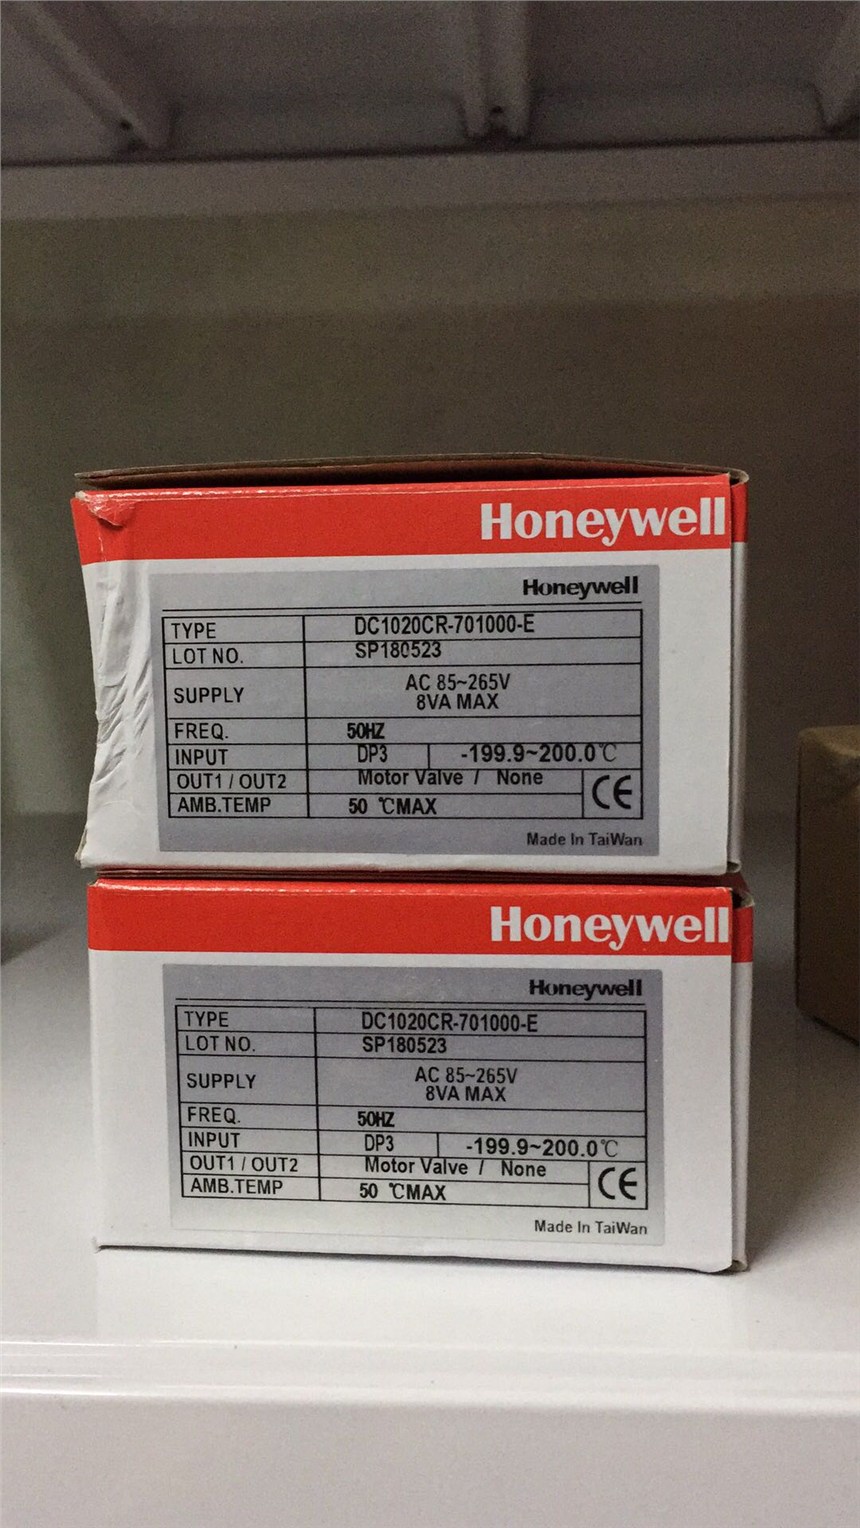 Honeywell
Honeywell
TYPE DC1020CR-701000-E
LOT NO. SP180523
SUPPLY AC 85~265V
8VA MAX
FREQ. 50HZ
INPUT DP3 -199.9~200.0℃
OUT1 / OUT2 Motor Valve / None
AMB.TEMP 50 ℃MAX CE
Made In TaiWan
Honeywell
Honeywell
TYPE DC1020CR-701000-E
LOT NO. SP180523
SUPPLY AC 85~265V
8VA MAX
FREQ. 50HZ
INPUT DP3 -199.9~200.0℃
OUT1 / OUT2 Motor Valve / None
AMB.TEMP 50 ℃MAX CE
Made In TaiWan